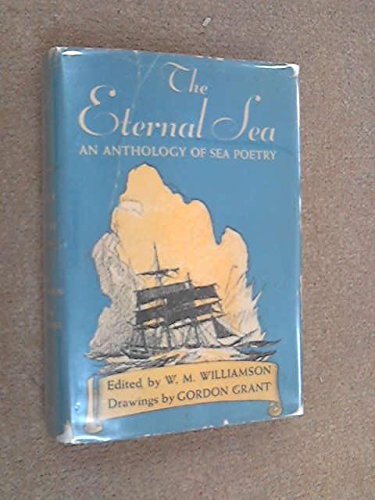 The
Eternal Sea
AN ANTHOLOGY OF SEA POETRY
Edited by W. M. WILLIAMSON
Drawings by GORDON GRANT